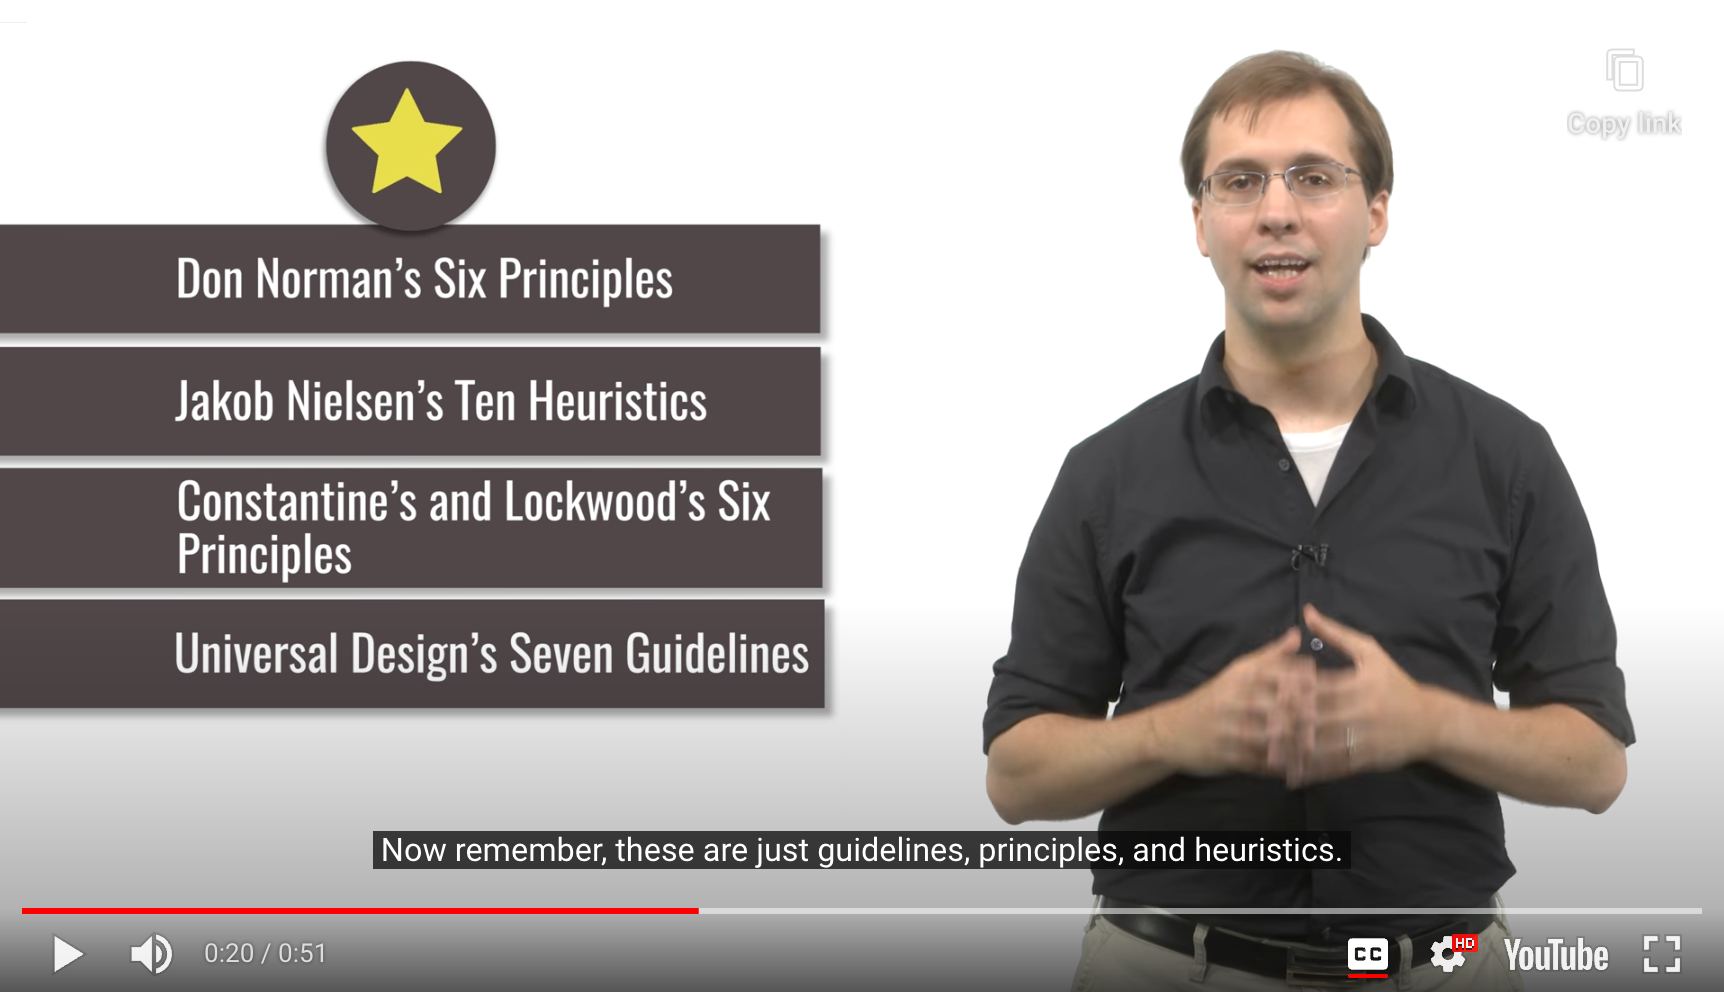 Copy link
Don Norman's Six Principles
Jakob Nielsen's Ten Heuristics
Constantine's and Lockwood's Six
Principles
Universal Design's Seven Guidelines
Now remember, these are just guidelines, principles, and heuristics.
0:20 / 0:51
CC
HD
YouTube